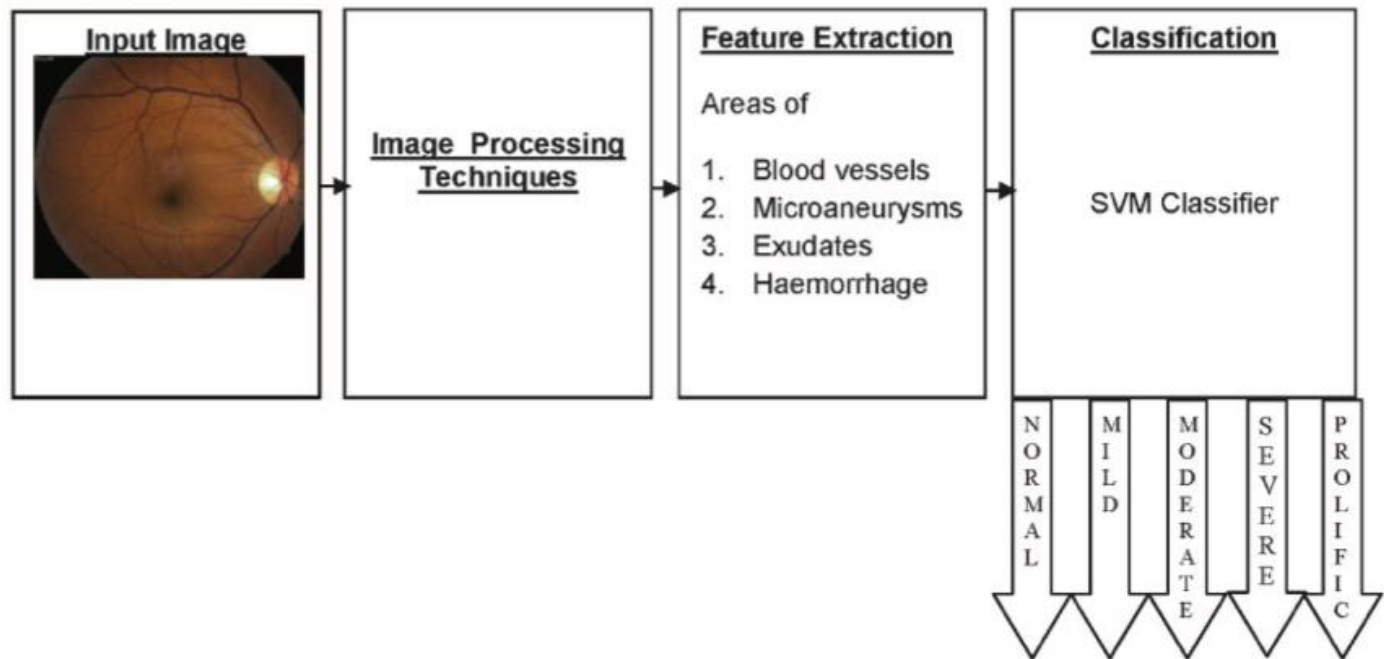 Input Image
Image Processing
Techniques
Feature Extraction
Areas of
1. Blood vessels
2. Microaneurysms
3. Exudates
4. Haemorrhage
Classification
SVM Classifier
NORMAL
MILD
MODERATE
SEVERE
PROLIFIC